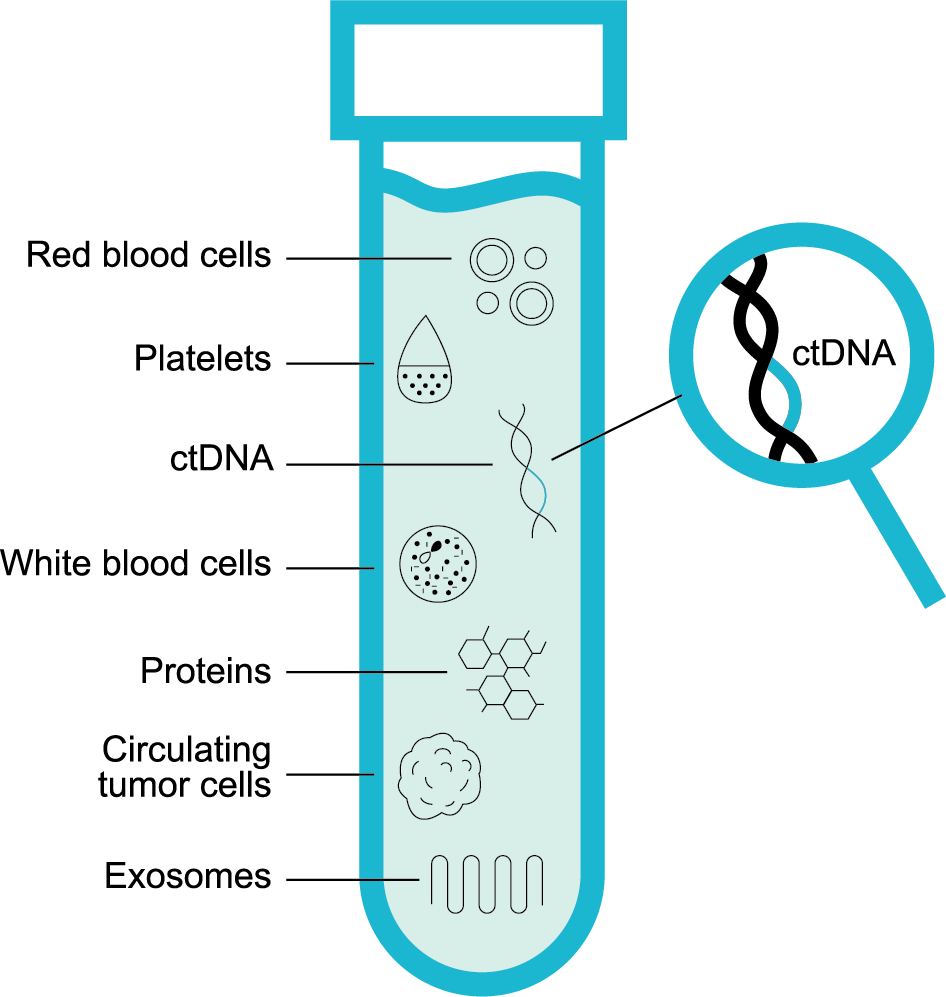 Red blood cells
Platelets
ctDNA
ctDNA
White blood cells
Proteins
Circulating
tumor cells
Exosomes